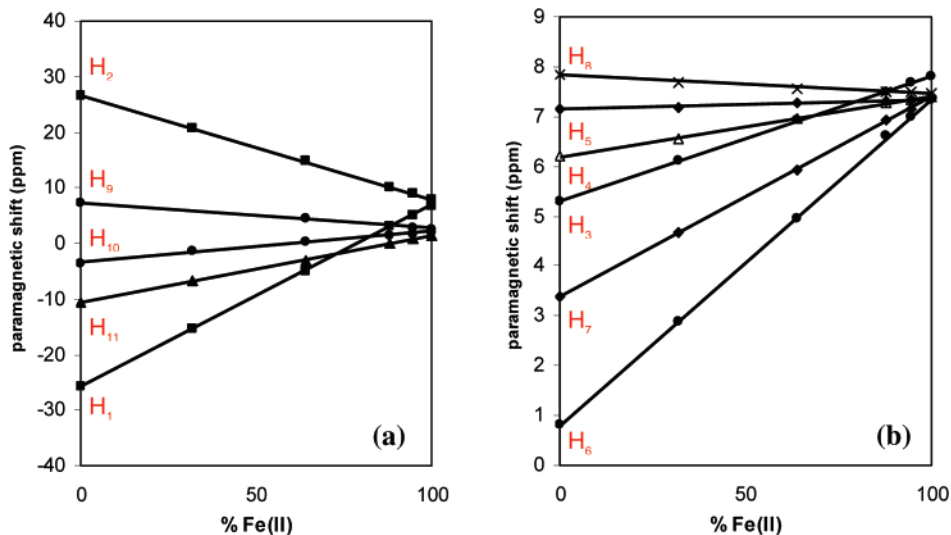 40
30
20
10
0
-10
-20
-30
-40
paramagnetic shift (ppm)
H2
H9
H10
H11
H1
(a)
0 50 100
% Fe(II)
9
8
7
6
5
4
3
2
1
0
paramagnetic shift (ppm)
H8
H5
H4
H3
H7
H6
(b)
0 50 100
% Fe(II)